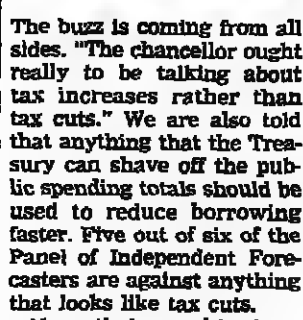 The buzz is coming from all
sides. "The chancellor ought
really to be talking about
tax increases rather than
tax cuts." We are also told
that anything that the Trea-
sury can shave off the pub-
lic spending totals should be
used to reduce borrowing
faster. Five out of six of the
Panel of Independent Fore-
casters are against anything
that looks like tax cuts.